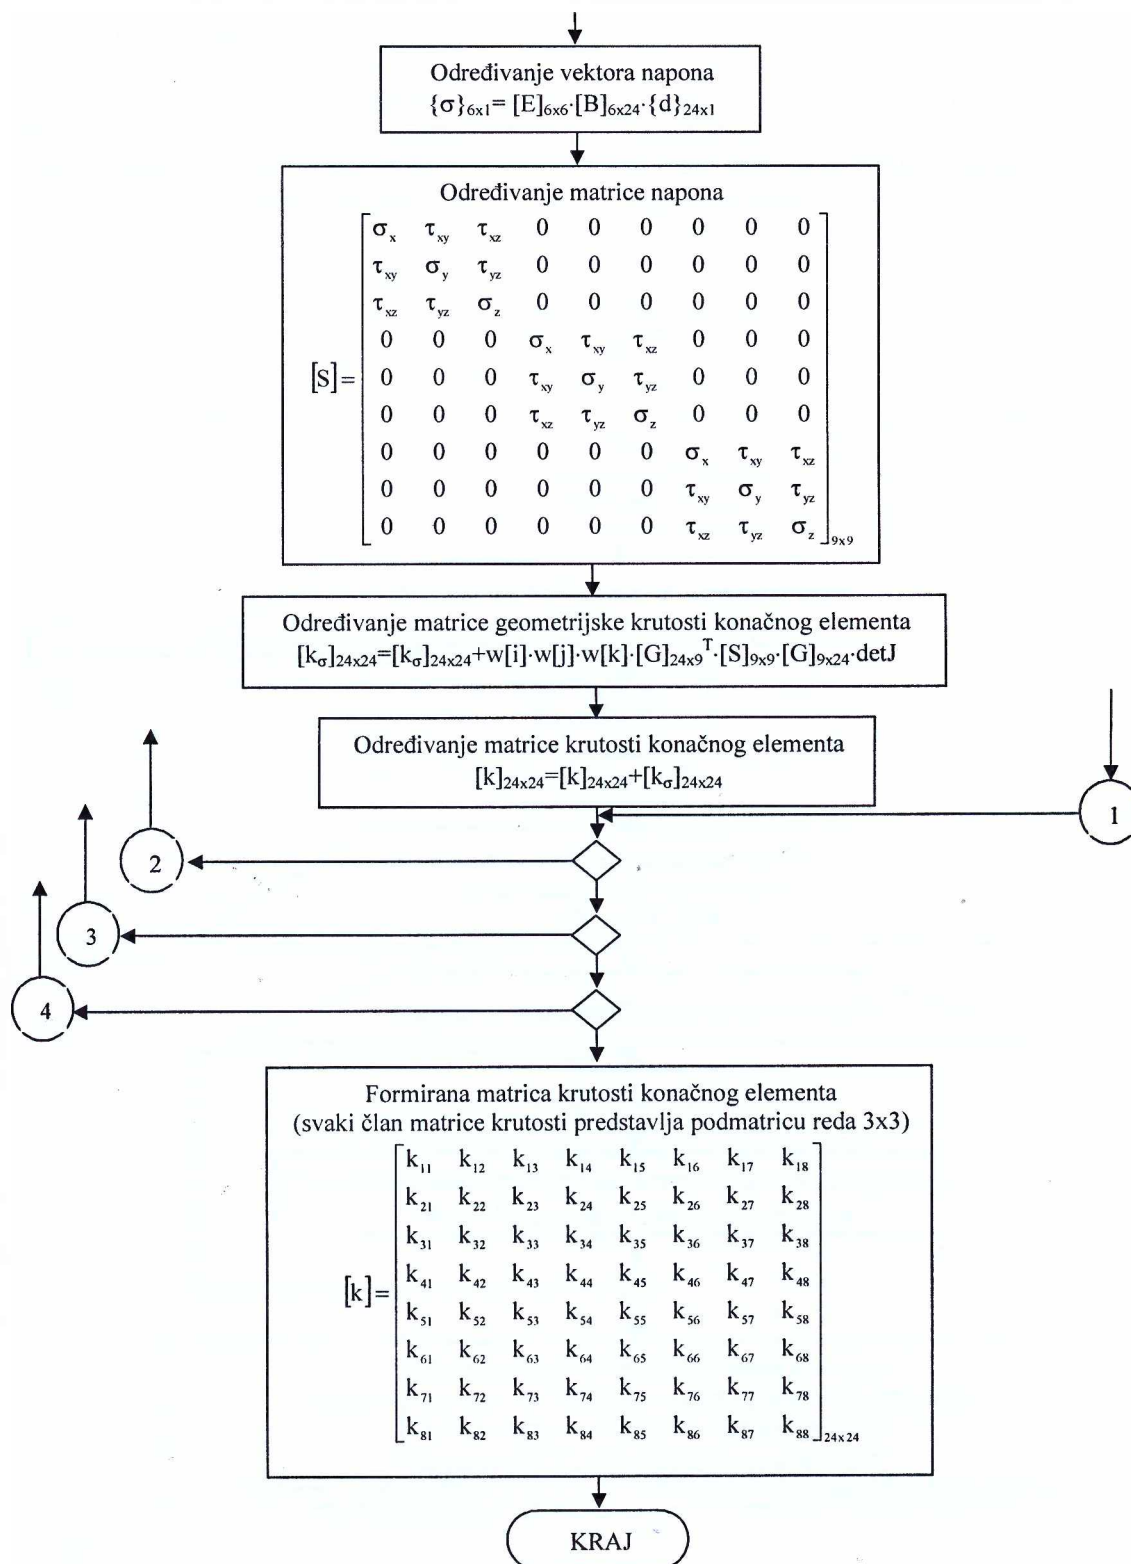 Određivanje vektora napona
{σ}₆ₓ₁= [E]₆ₓ₆·[B]₆ₓ₂₄·{d}₂₄ₓ₁
Određivanje matrice napona
σx τxy τxz 0 0 0 0 0 0
τxy σy τyz 0 0 0 0 0 0
τxz τyz σz 0 0 0 0 0 0
0 0 0 σx τxy τxz 0 0 0
[S]= 0 0 0 τxy σy τyz 0 0 0
0 0 0 τxz τyz σz 0 0 0
0 0 0 0 0 0 σx τxy τxz
0 0 0 0 0 0 τxy σy τyz
0 0 0 0 0 0 τxz τyz σz 9x9
Određivanje matrice geometrijske krutosti konačnog elementa
[kσ]24x24=[kσ]24x24+w[i]·w[j]·w[k]·[G]24x9ᵀ·[S]9x9·[G]9x24·detJ
Određivanje matrice krutosti konačnog elementa
[k]24x24=[k]24x24+[kσ]24x24
1
2
3
4
Formirana matrica krutosti konačnog elementa
(svaki član matrice krutosti predstavlja podmatricu reda 3x3)
k11 k12 k13 k14 k15 k16 k17 k18
k21 k22 k23 k24 k25 k26 k27 k28
k31 k32 k33 k34 k35 k36 k37 k38
[k]= k41 k42 k43 k44 k45 k46 k47 k48
k51 k52 k53 k54 k55 k56 k57 k58
k61 k62 k63 k64 k65 k66 k67 k68
k71 k72 k73 k74 k75 k76 k77 k78
k81 k82 k83 k84 k85 k86 k87 k88 24x24
KRAJ